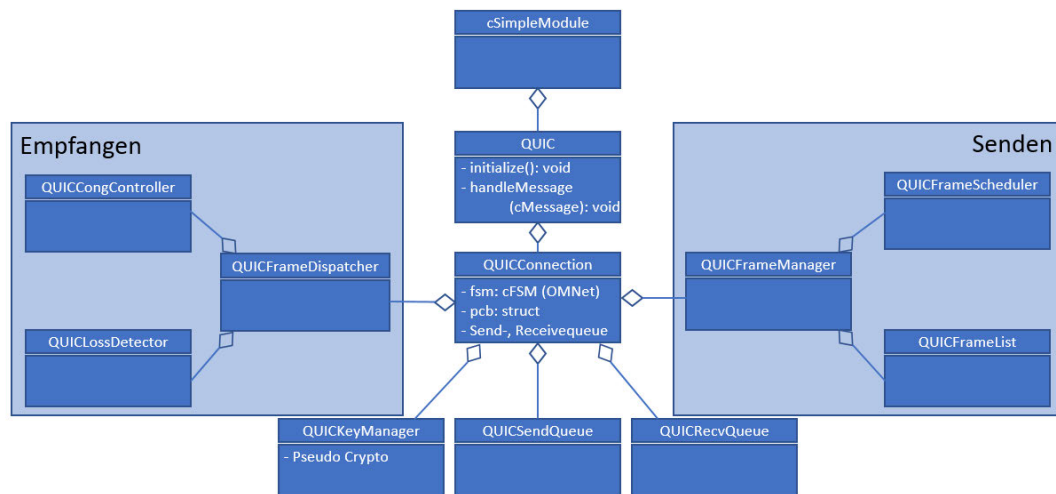 cSimpleModule
Empfangen
QUIC
- initialize(): void
- handleMessage
(cMessage): void
Senden
QUICCongController
QUICFrameScheduler
QUICFrameDispatcher
QUICConnection
- fsm: cFSM (OMNet)
- pcb: struct
- Send-, Receivequeue
QUICFrameManager
QUICLossDetector
QUICFrameList
QUICKeyManager
- Pseudo Crypto
QUICSendQueue
QUICRecvQueue